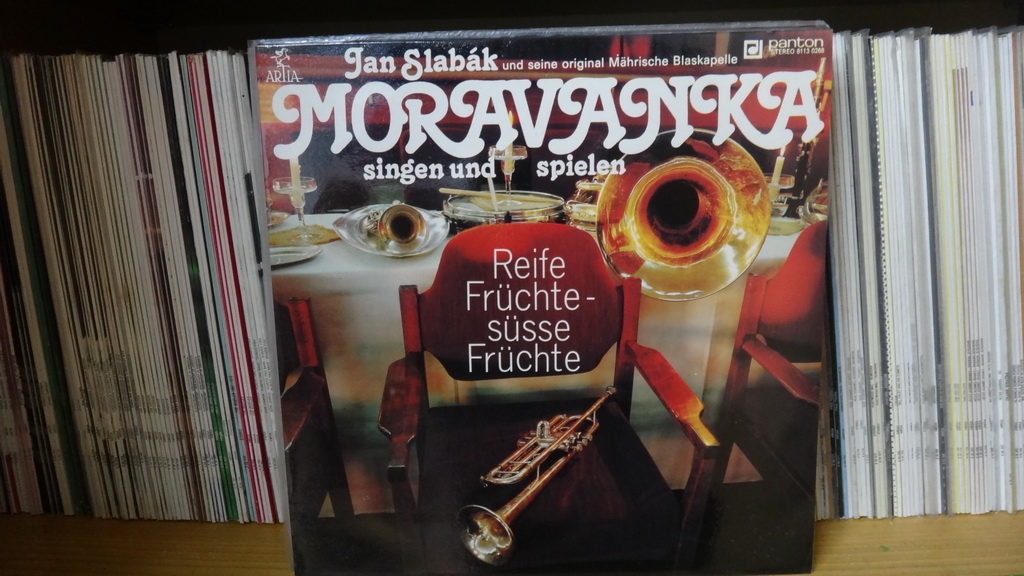 ARTIA
Jan Slabák und seine original Mährische Blaskapelle
panton
STEREO 8113 0266
MORAVANKA
singen und spielen
Reife
Früchte-
süsse
Früchte